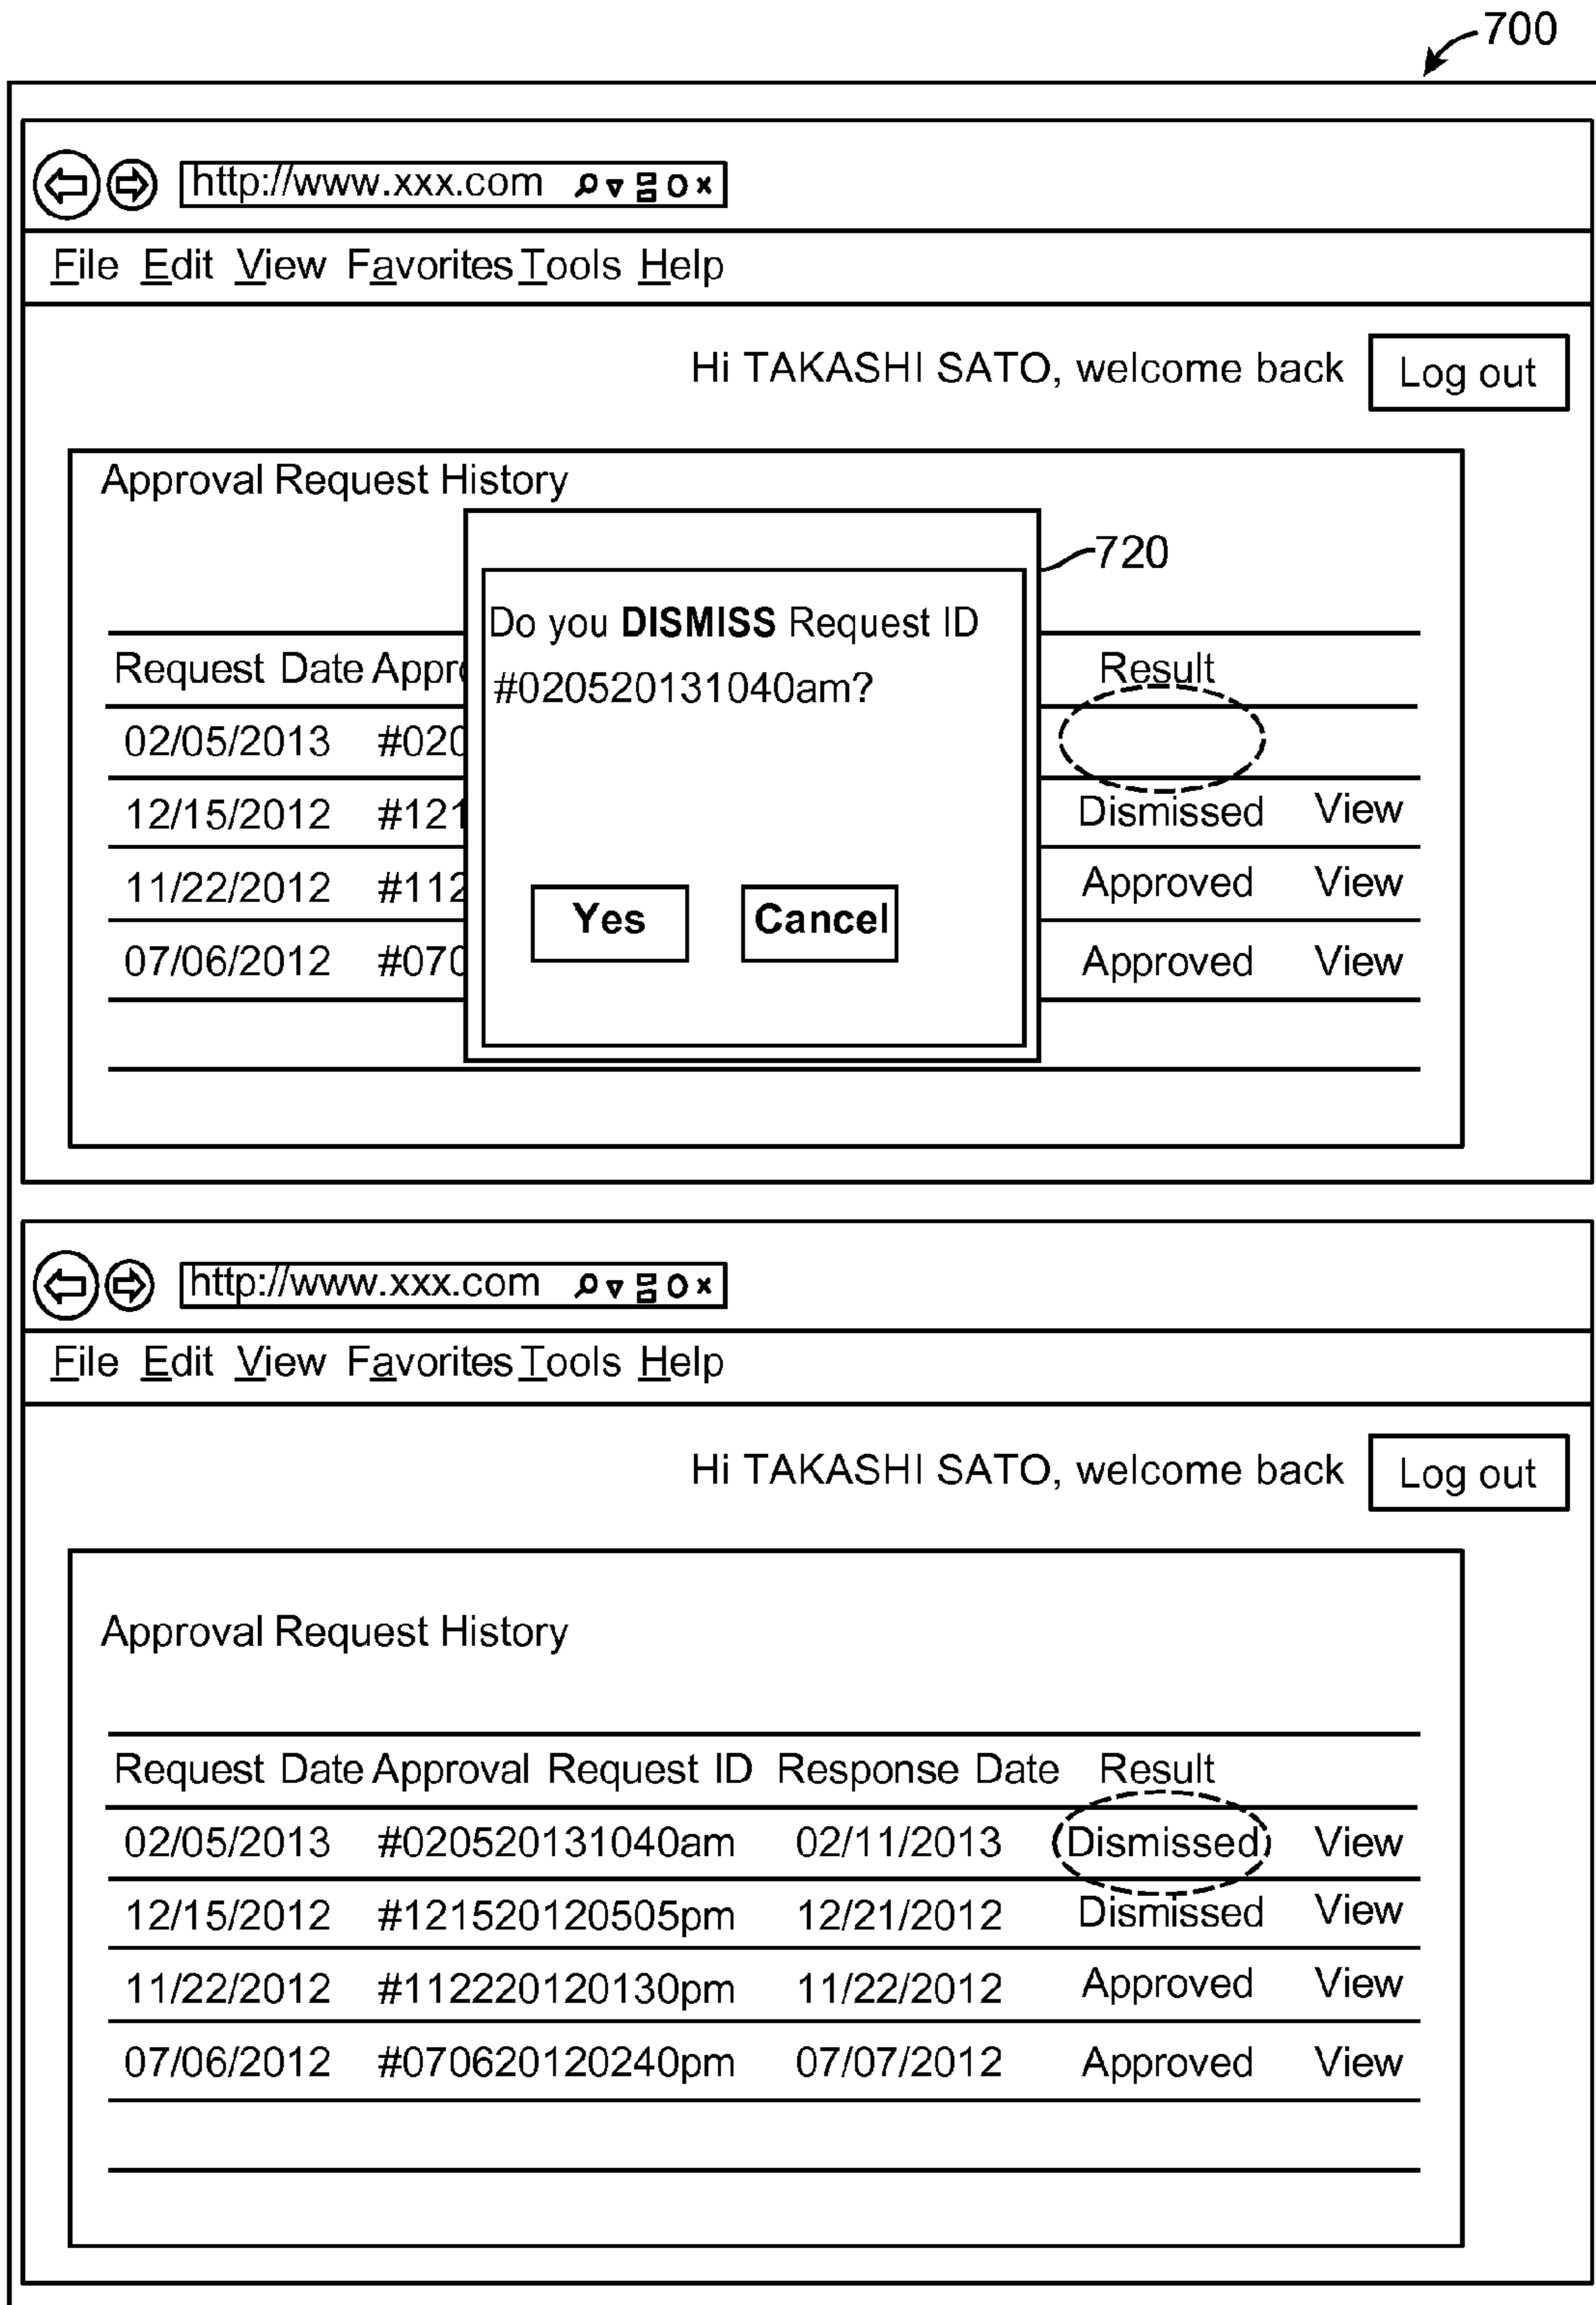 700
http://www.xxx.com
File Edit View Favorites Tools Help
Hi TAKASHI SATO, welcome back Log out
Approval Request History
720
Do you DISMISS Request ID
#020520131040am?
Yes Cancel
Request Date Appr Result
02/05/2013 #020
12/15/2012 #121 Dismissed View
11/22/2012 #112 Approved View
07/06/2012 #070 Approved View
http://www.xxx.com
File Edit View Favorites Tools Help
Hi TAKASHI SATO, welcome back Log out
Approval Request History
Request Date Approval Request ID Response Date Result
02/05/2013 #020520131040am 02/11/2013 Dismissed View
12/15/2012 #121520120505pm 12/21/2012 Dismissed View
11/22/2012 #112220120130pm 11/22/2012 Approved View
07/06/2012 #070620120240pm 07/07/2012 Approved View